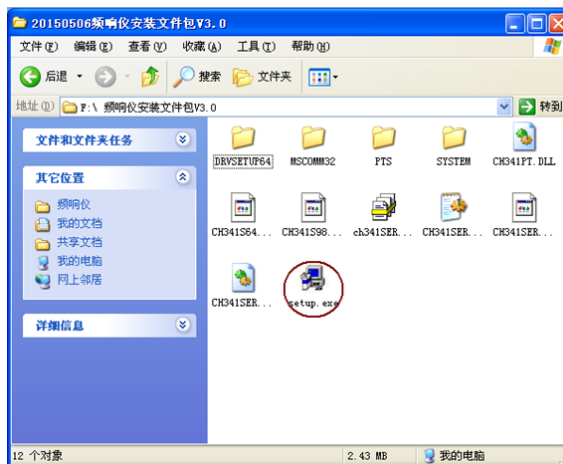 20150506频响仪安装文件包V3.0
文件(F) 编辑(E) 查看(V) 收藏(A) 工具(T) 帮助(H)
后退 搜索 文件夹
地址(D) F:\ 频响仪安装文件包V3.0 转到
文件和文件夹任务
其它位置
频响仪
我的文档
共享文档
我的电脑
网上邻居
详细信息
DRVSETUP64 MSCOMM32 PTS SYSTEM CH341PT.DLL
CH341S64... CH341S98... ch341SER... CH341SER... CH341SER...
CH341SER... setup.exe
12 个对象 2.43 MB 我的电脑